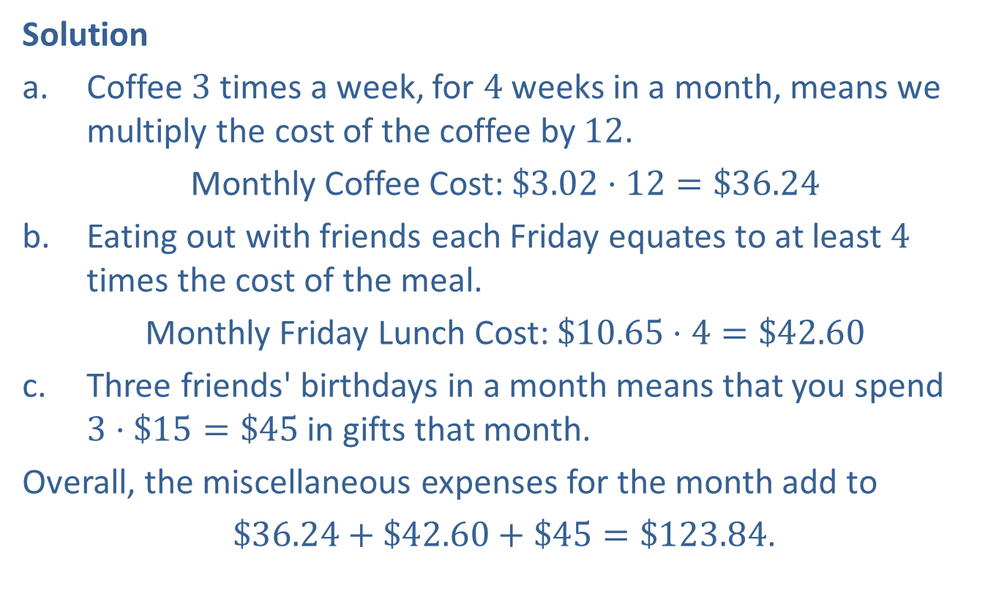 Solution
a. Coffee 3 times a week, for 4 weeks in a month, means we
multiply the cost of the coffee by 12.
Monthly Coffee Cost: $3.02 · 12 = $36.24
b. Eating out with friends each Friday equates to at least 4
times the cost of the meal.
Monthly Friday Lunch Cost: $10.65 · 4 = $42.60
c. Three friends' birthdays in a month means that you spend
3 · $15 = $45 in gifts that month.
Overall, the miscellaneous expenses for the month add to
$36.24 + $42.60 + $45 = $123.84.